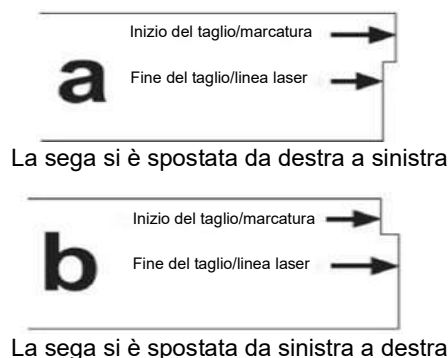 Inizio del taglio/marcatura
a
Fine del taglio/linea laser
La sega si è spostata da destra a sinistra
Inizio del taglio/marcatura
b
Fine del taglio/linea laser
La sega si è spostata da sinistra a destra